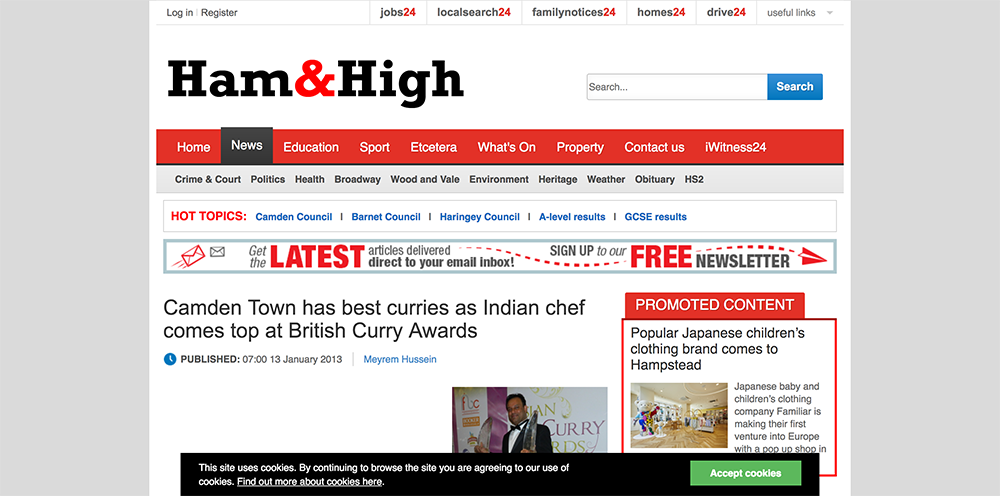 Log in | Register
jobs24
localsearch24
familynotices24
homes24
drive24
useful links
Ham&High
Search...
Search
Home
News
Education
Sport
Etcetera
What's On
Property
Contact us
iWitness24
Crime & Court
Politics
Health
Broadway
Wood and Vale
Environment
Heritage
Weather
Obituary
HS2
HOT TOPICS: Camden Council | Barnet Council | Haringey Council | A-level results | GCSE results
Get the LATEST articles delivered direct to your email inbox!
SIGN UP to our FREE NEWSLETTER
Camden Town has best curries as Indian chef
comes top at British Curry Awards
PUBLISHED: 07:00 13 January 2013
Meyrem Hussein
CURRY
PROMOTED CONTENT
Popular Japanese children's
clothing brand comes to
Hampstead
Japanese baby and
children's clothing
company Familiar is
making their first
venture into Europe
with a pop up shop in
This site uses cookies. By continuing to browse the site you are agreeing to our use of
cookies. Find out more about cookies here.
Accept cookies